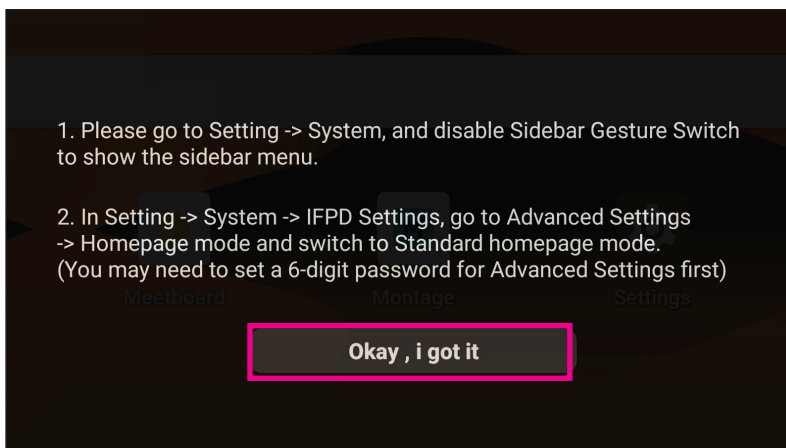 1. Please go to Setting -> System, and disable Sidebar Gesture Switch
to show the sidebar menu.
2. In Setting -> System -> IFPD Settings, go to Advanced Settings
-> Homepage mode and switch to Standard homepage mode.
(You may need to set a 6-digit password for Advanced Settings first)
Meetboard Montage Settings
Okay , i got it